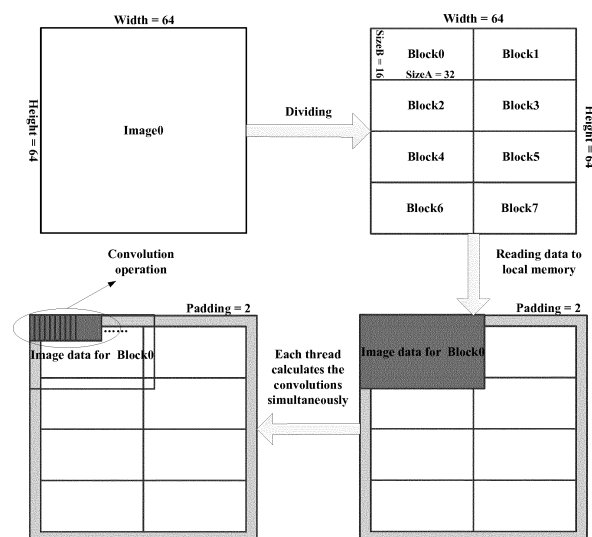 Width = 64
Height = 64
Image0
Dividing
Width = 64
SizeB = 16
Block0
SizeA = 32
Block1
Block2
Block3
Block4
Block5
Block6
Block7
Height = 64
Reading data to
local memory
Convolution
operation
Padding = 2
......
Image data for Block0
Each thread
calculates the
convolutions
simultaneously
Padding = 2
Image data for Block0